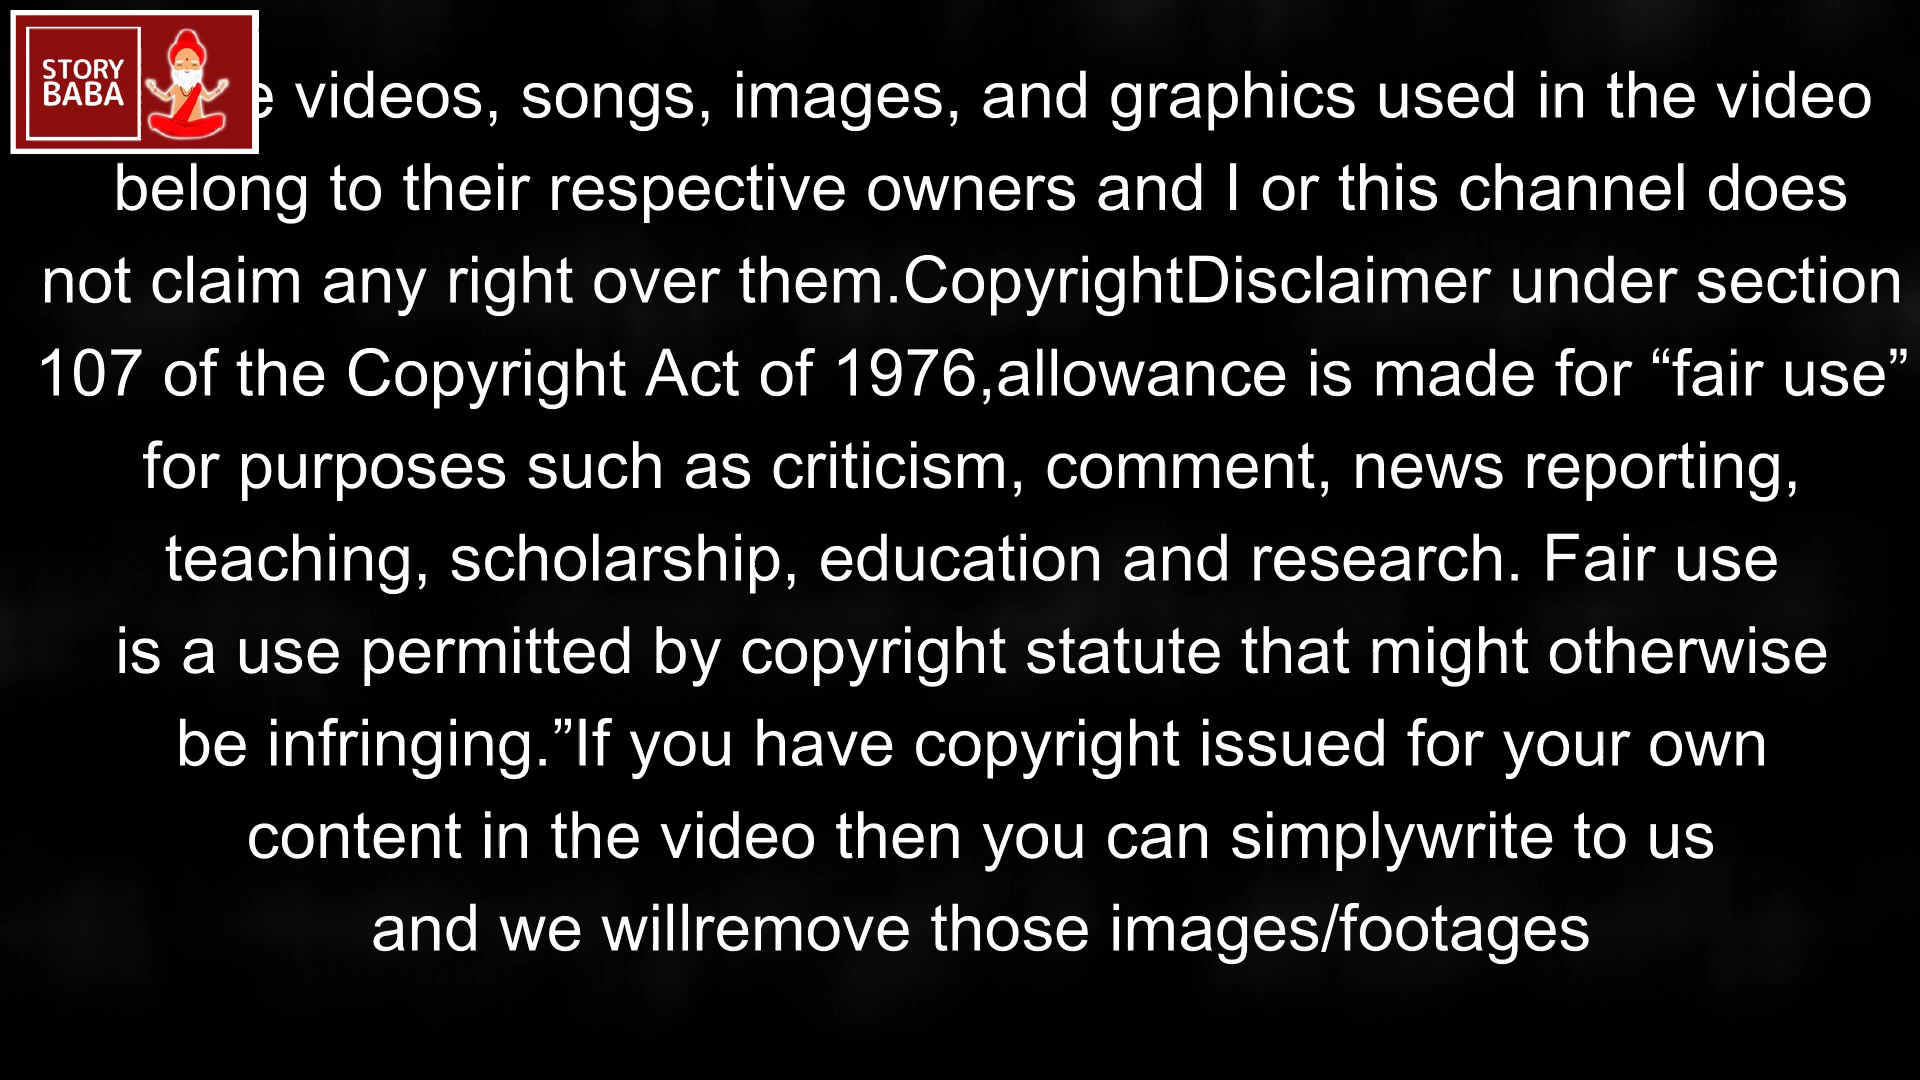 STORY
BABA
videos, songs, images, and graphics used in the video
belong to their respective owners and I or this channel does
not claim any right over them.CopyrightDisclaimer under section
107 of the Copyright Act of 1976,allowance is made for “fair use”
for purposes such as criticism, comment, news reporting,
teaching, scholarship, education and research. Fair use
is a use permitted by copyright statute that might otherwise
be infringing.”If you have copyright issued for your own
content in the video then you can simplywrite to us
and we willremove those images/footages